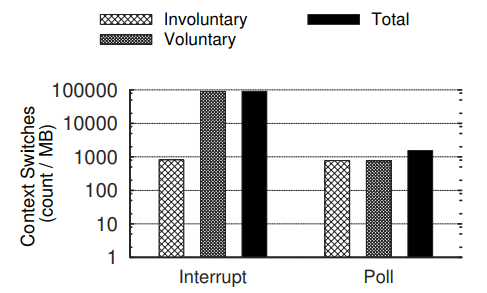 Involuntary
Voluntary
Total
Context Switches
(count / MB)
100000
10000
1000
100
10
1
Interrupt
Poll